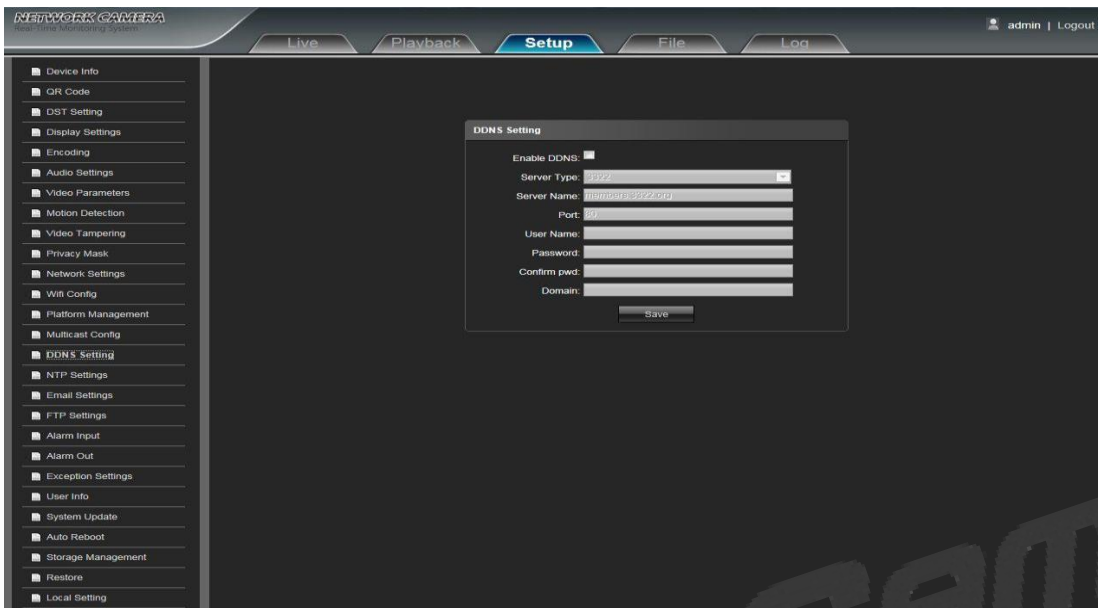 NETWORK CAMERA
Real-Time Monitoring System
Live
Playback
Setup
File
Log
admin | Logout
Device Info
QR Code
DST Setting
Display Settings
Encoding
Audio Settings
Video Parameters
Motion Detection
Video Tampering
Privacy Mask
Network Settings
Wifi Config
Platform Management
Multicast Config
DDNS Setting
NTP Settings
Email Settings
FTP Settings
Alarm Input
Alarm Out
Exception Settings
User Info
System Update
Auto Reboot
Storage Management
Restore
Local Setting
DDNS Setting
Enable DDNS:
Server Type: 3322
Server Name: members.3322.org
Port: 80
User Name:
Password:
Confirm pwd:
Domain:
Save